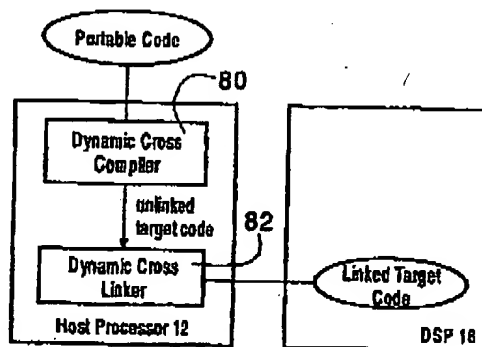 Portable Code
80
Dynamic Cross
Compiler
unlinked
target code
82
Dynamic Cross
Linker
Linked Target
Code
Host Processor 12
DSP 18